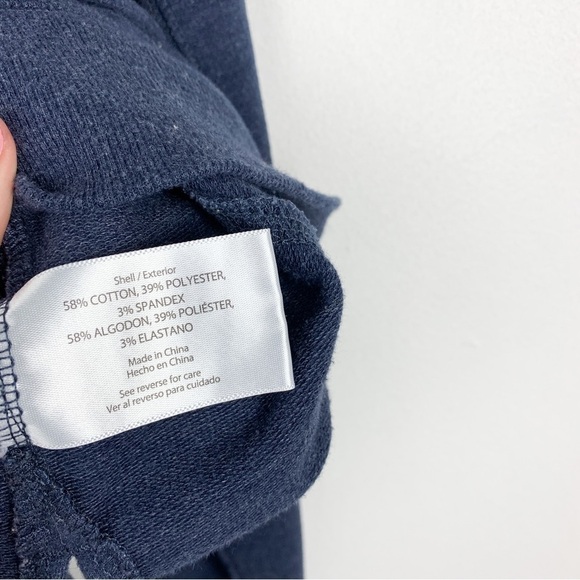 Shell / Exterior
58% COTTON, 39% POLYESTER,
3% SPANDEX
58% ALGODON, 39% POLIÉSTER,
3% ELASTANO
Made in China
Hecho en China
See reverse for care
Ver al reverso para cuidado